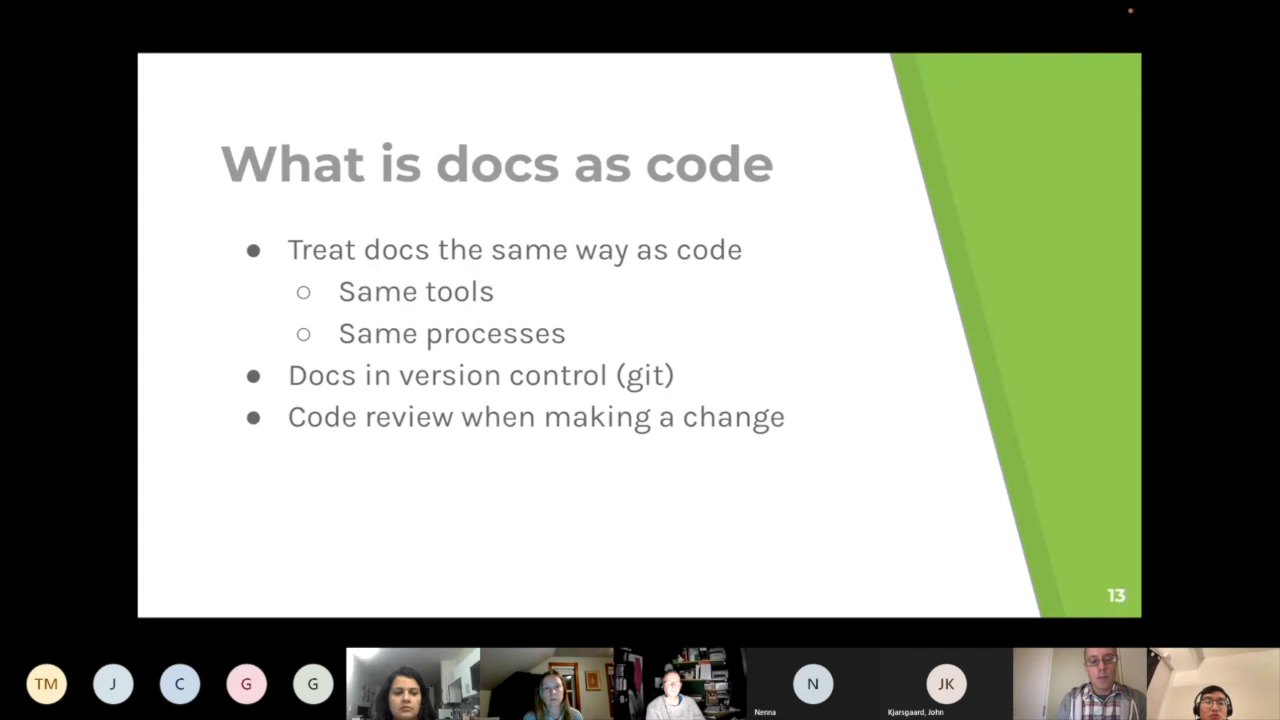 What is docs as code
● Treat docs the same way as code
○ Same tools
○ Same processes
● Docs in version control (git)
● Code review when making a change
13
TM
J
C
G
G
N
JK
Nenna
Kjarsgaard, John